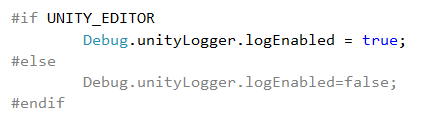 #if UNITY_EDITOR
        Debug.unityLogger.logEnabled = true;
#else
        Debug.unityLogger.logEnabled=false;
#endif